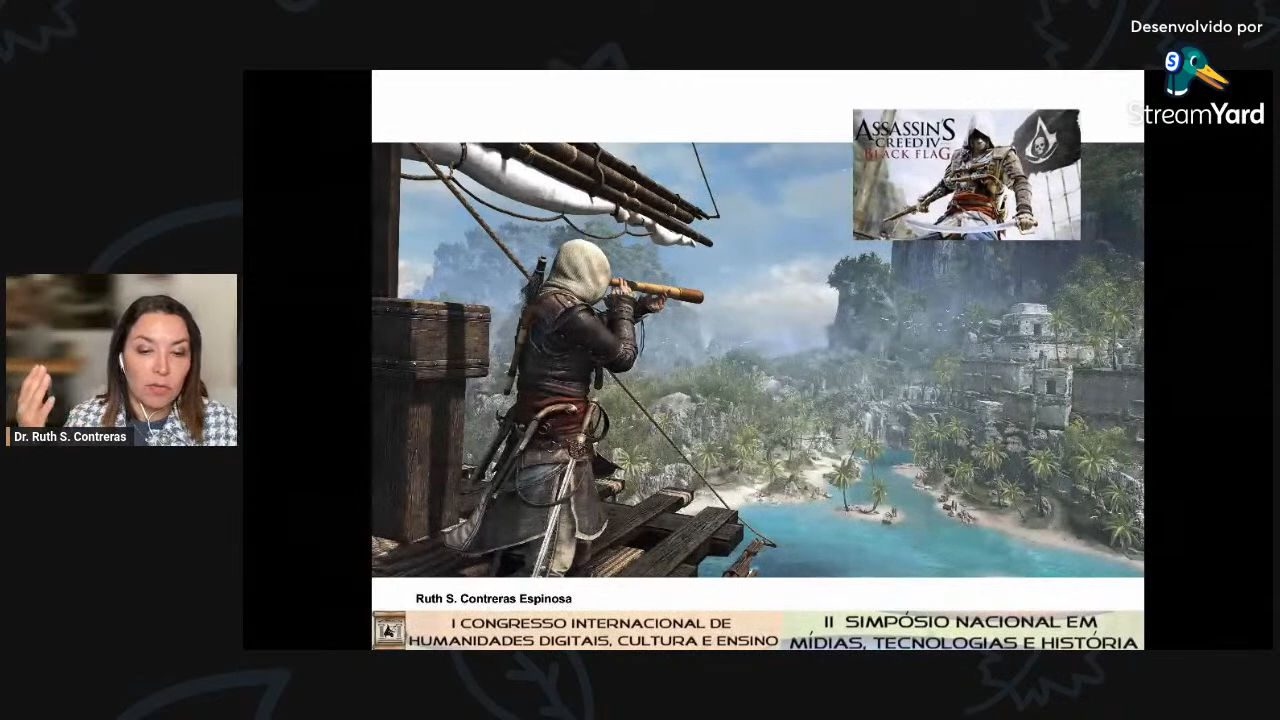 Desenvolvido por
S
StreamYard
ASSASSIN'S
CREED IV
BLACK FLAG
Dr. Ruth S. Contreras
Ruth S. Contreras Espinosa
I CONGRESSO INTERNACIONAL DE
HUMANIDADES DIGITAIS, CULTURA E ENSINO
II SIMPÓSIO NACIONAL EM
MÍDIAS, TECNOLOGIAS E HISTÓRIA